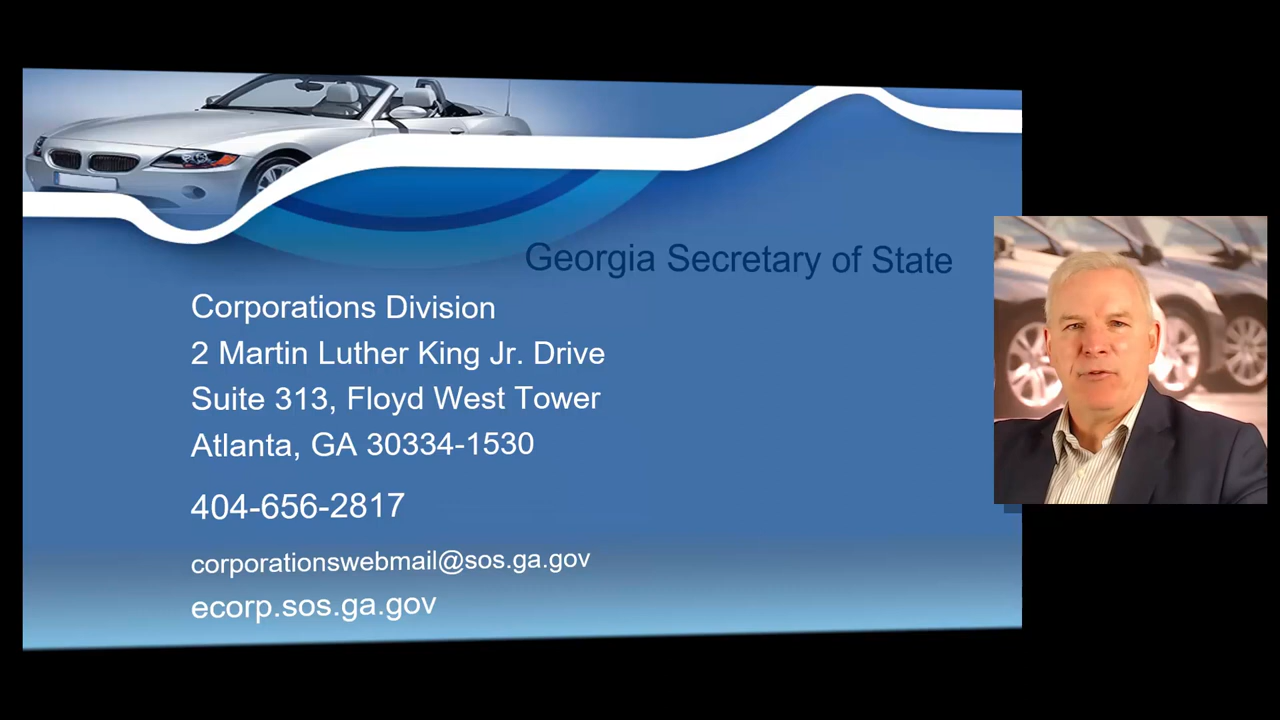 Georgia Secretary of State
Corporations Division
2 Martin Luther King Jr. Drive
Suite 313, Floyd West Tower
Atlanta, GA 30334-1530
404-656-2817
corporationswebmail@sos.ga.gov
ecorp.sos.ga.gov